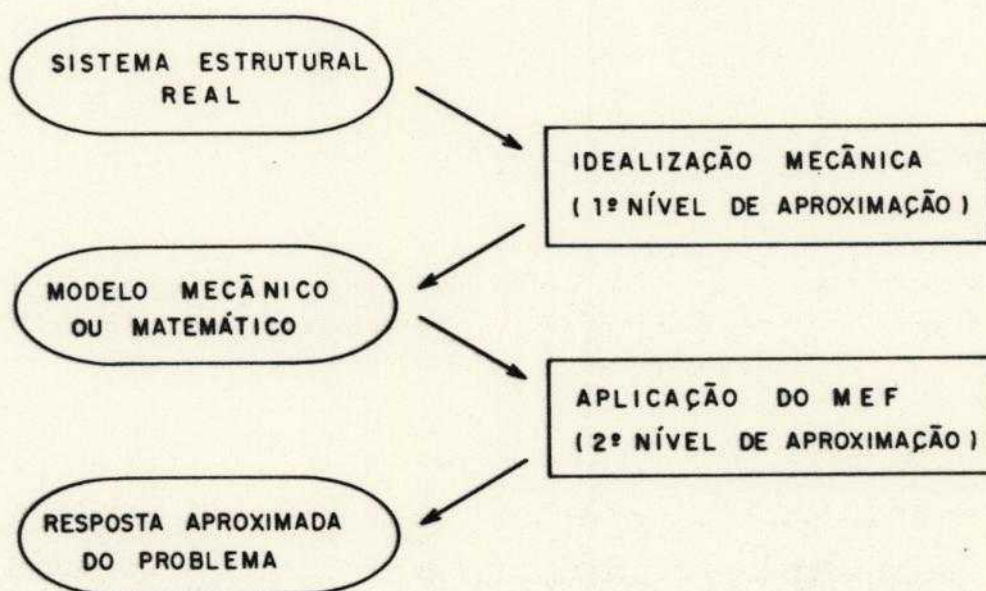 SISTEMA ESTRUTURAL
REAL
IDEALIZAÇÃO MECÂNICA
(1º NÍVEL DE APROXIMAÇÃO)
MODELO MECÂNICO
OU MATEMÁTICO
APLICAÇÃO DO MEF
(2º NÍVEL DE APROXIMAÇÃO)
RESPOSTA APROXIMADA
DO PROBLEMA